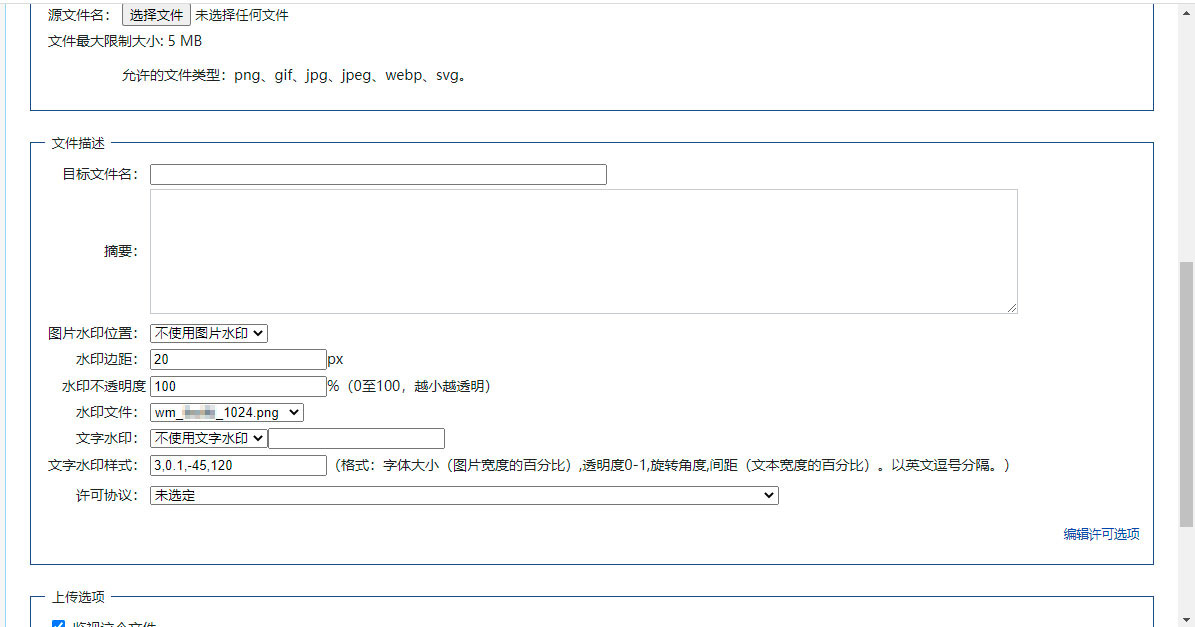 源文件名： 选择文件 未选择任何文件
文件最大限制大小: 5 MB
允许的文件类型：png、gif、jpg、jpeg、webp、svg。
文件描述
目标文件名：
摘要：
图片水印位置： 不使用图片水印
水印边距： 20 px
水印不透明度 100 %（0至100，越小越透明）
水印文件： wm_ _1024.png
文字水印： 不使用文字水印
文字水印样式： 3,0.1,-45,120 （格式：字体大小（图片宽度的百分比）,透明度0-1,旋转角度,间距（文本宽度的百分比）。以英文逗号分隔。）
许可协议： 未选定
编辑许可选项
上传选项
监视这个文件